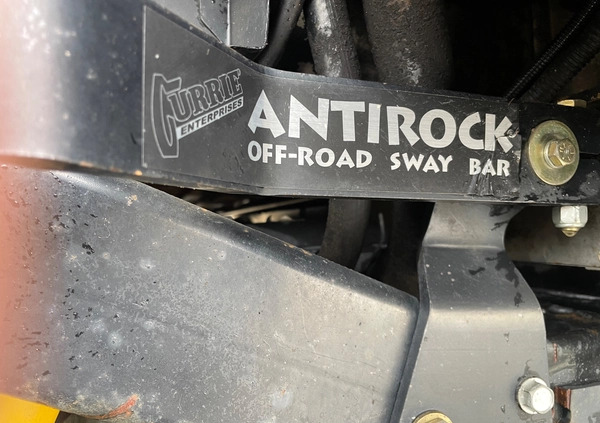 CURRIE
ENTERPRISES
ANTIROCK
OFF-ROAD SWAY BAR